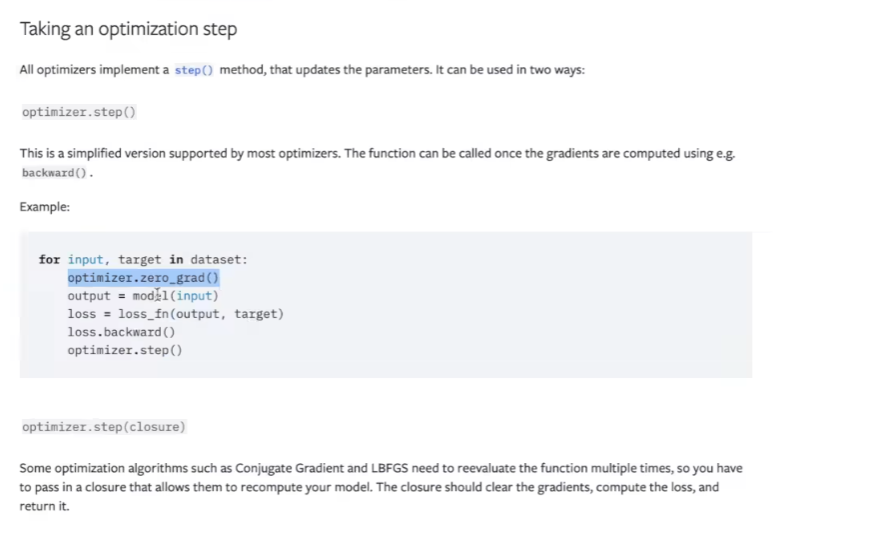 Taking an optimization step
All optimizers implement a step() method, that updates the parameters. It can be used in two ways:
optimizer.step()
This is a simplified version supported by most optimizers. The function can be called once the gradients are computed using e.g.
backward().
Example:
for input, target in dataset:
    optimizer.zero_grad()
    output = model(input)
    loss = loss_fn(output, target)
    loss.backward()
    optimizer.step()
optimizer.step(closure)
Some optimization algorithms such as Conjugate Gradient and LBFGS need to reevaluate the function multiple times, so you have
to pass in a closure that allows them to recompute your model. The closure should clear the gradients, compute the loss, and
return it.